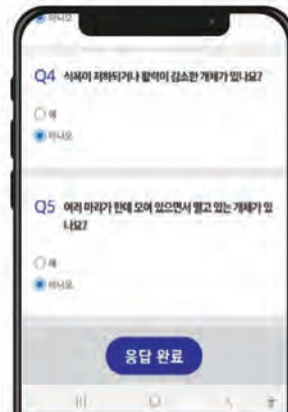 아니오
Q4 식욕이 저하되거나 활력이 감소한 개체가 있나요?
예
아니오
Q5 여러 마리가 한데 모여 있으면서 떨고 있는 개체가 있
나요?
예
아니오
응답 완료